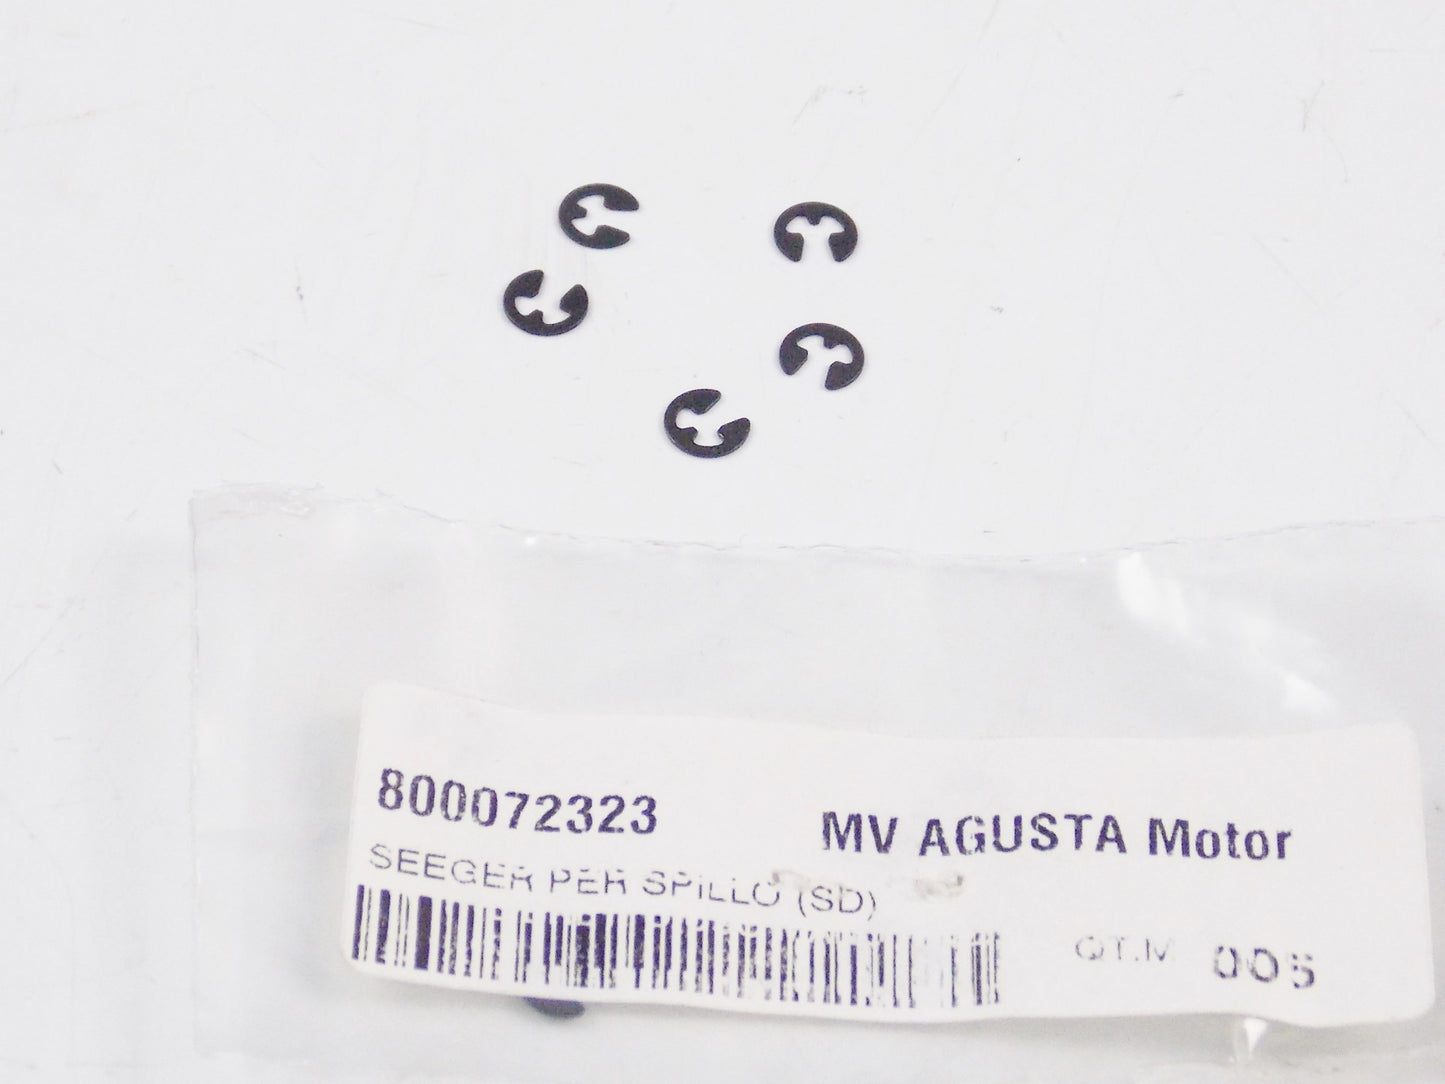 800072323 MV AGUSTA Motor
SEEGER PER SPILLO (SD)
QT.M 005